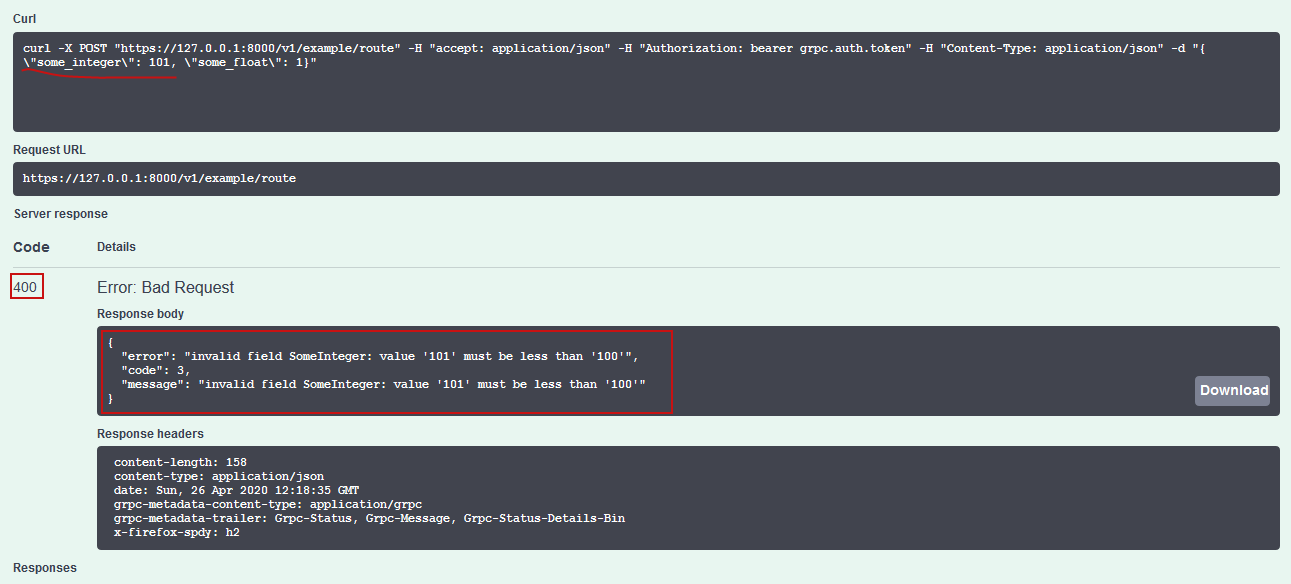 Curl
curl -X POST "https://127.0.0.1:8000/v1/example/route" -H "accept: application/json" -H "Authorization: bearer grpc.auth.token" -H "Content-Type: application/json" -d "{
\"some_integer\": 101, \"some_float\": 1}"
Request URL
https://127.0.0.1:8000/v1/example/route
Server response
Code Details
400 Error: Bad Request
Response body
{
"error": "invalid field SomeInteger: value '101' must be less than '100'",
"code": 3,
"message": "invalid field SomeInteger: value '101' must be less than '100'"
}
Download
Response headers
content-length: 158
content-type: application/json
date: Sun, 26 Apr 2020 12:18:35 GMT
grpc-metadata-content-type: application/grpc
grpc-metadata-trailer: Grpc-Status, Grpc-Message, Grpc-Status-Details-Bin
x-firefox-spdy: h2
Responses